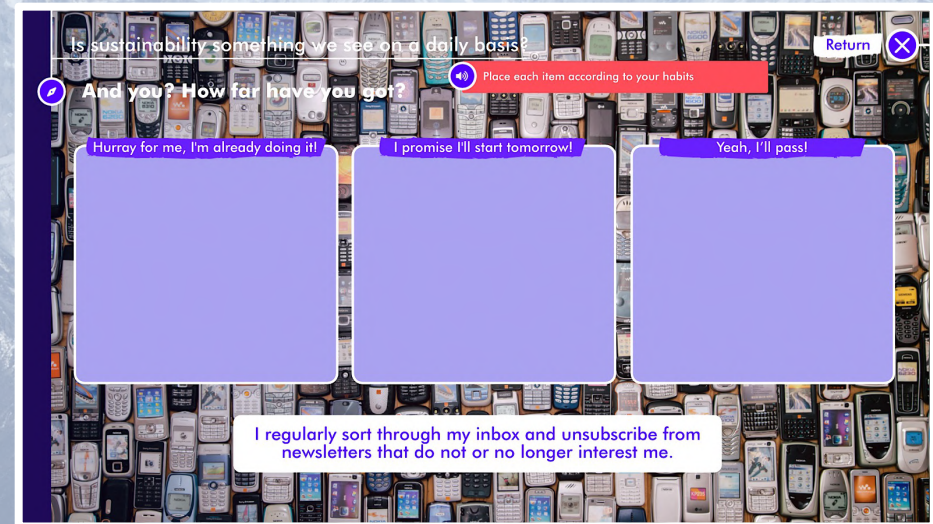 Is sustainability something we see on a daily basis?
Return
Place each item according to your habits
And you? How far have you got?
Hurray for me, I'm already doing it!
I promise I'll start tomorrow!
Yeah, I'll pass!
I regularly sort through my inbox and unsubscribe from
newsletters that do not or no longer interest me.